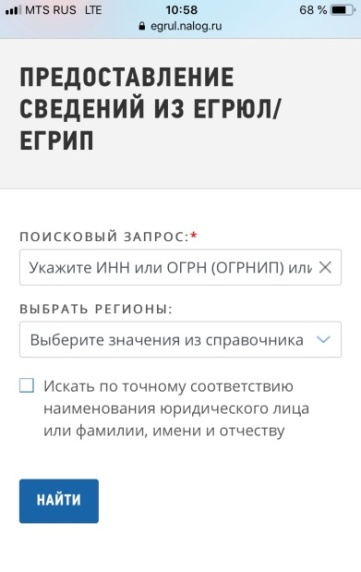 MTS RUS LTE 10:58 68 %
egrul.nalog.ru
ПРЕДОСТАВЛЕНИЕ
СВЕДЕНИЙ ИЗ ЕГРЮЛ/
ЕГРИП
ПОИСКОВЫЙ ЗАПРОС:*
Укажите ИНН или ОГРН (ОГРНИП) или
ВЫБРАТЬ РЕГИОНЫ:
Выберите значения из справочника
Искать по точному соответствию
наименования юридического лица
или фамилии, имени и отчеству
НАЙТИ